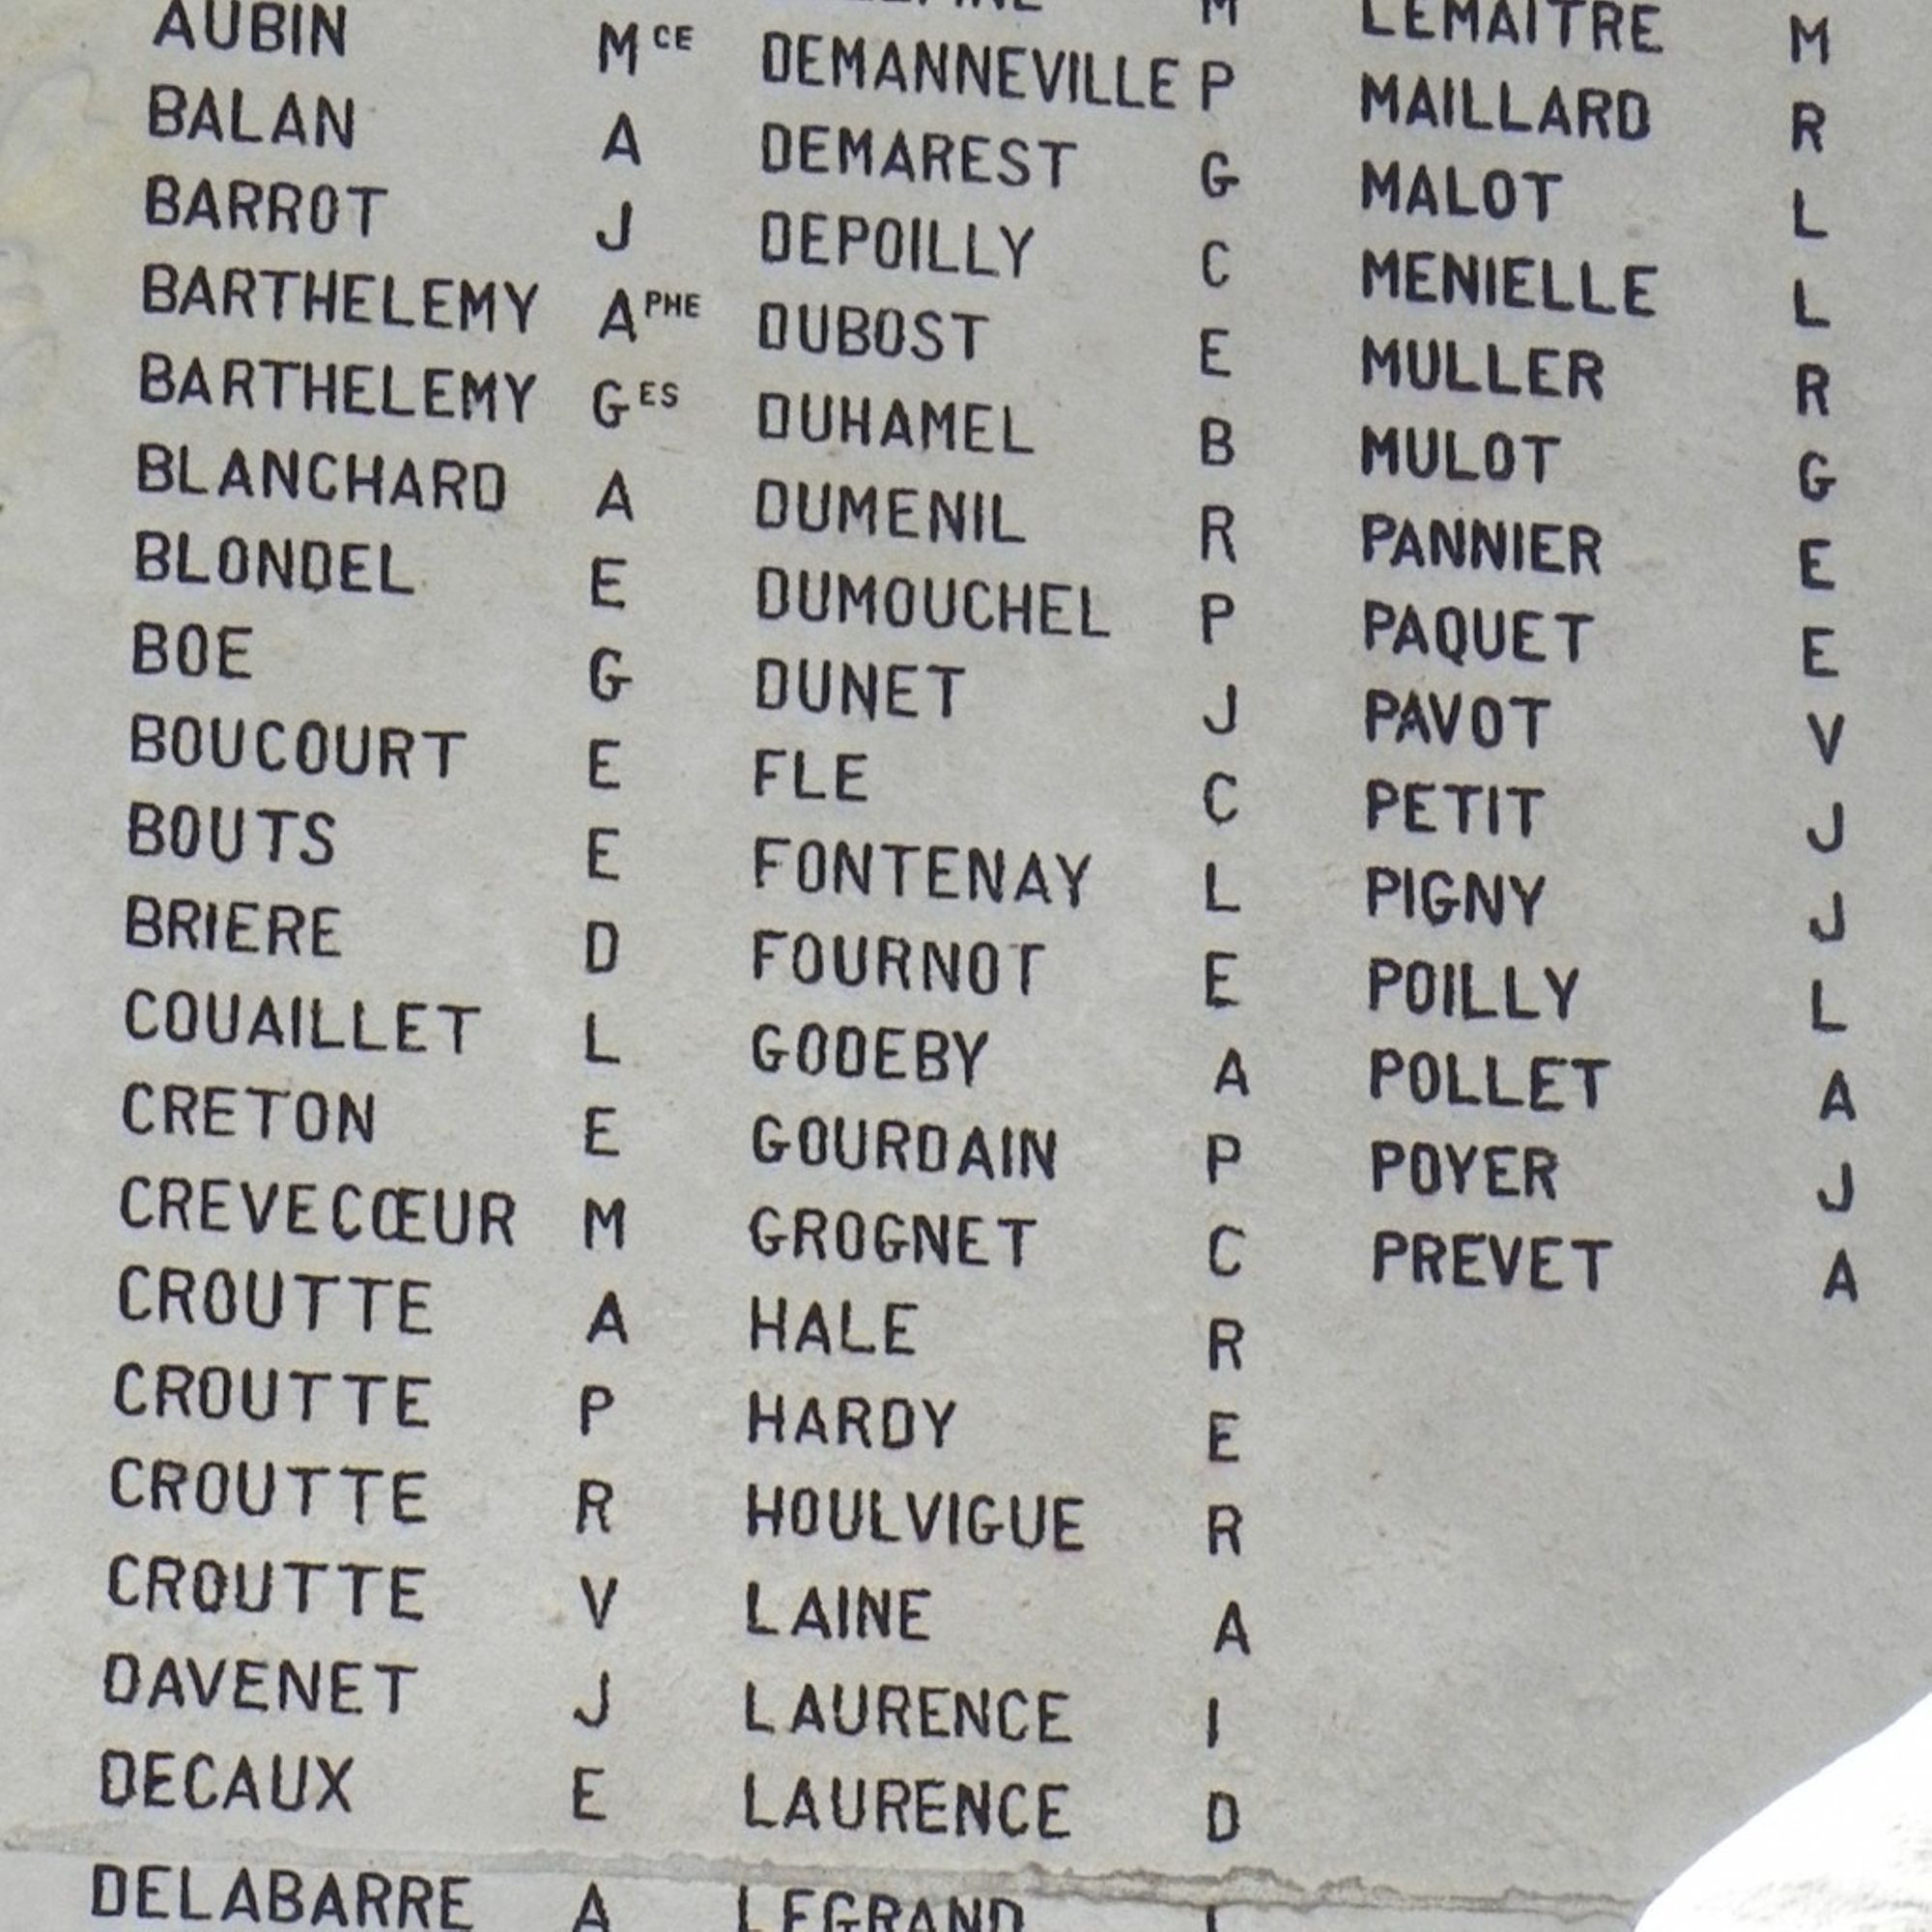 AUBIN MCE
BALAN A
BARROT J
BARTHELEMY APHE
BARTHELEMY GES
BLANCHARD A
BLONDEL E
BOE G
BOUCOURT E
BOUTS E
BRIERE D
COUAILLET L
CRETON E
CREVECŒUR M
CROUTTE A
CROUTTE P
CROUTTE R
CROUTTE V
DAVENET J
DECAUX E
DELABARRE A
DEMANNEVILLE P
DEMAREST G
DEPOILLY C
DUBOST E
DUHAMEL B
DUMENIL R
DUMOUCHEL P
DUNET J
FLE C
FONTENAY L
FOURNOT E
GODEBY A
GOURDAIN P
GROGNET C
HALE R
HARDY E
HOULVIGUE R
LAINE A
LAURENCE I
LAURENCE D
LEGRAND
LEMAITRE M
MAILLARD R
MALOT L
MENIELLE L
MULLER R
MULOT G
PANNIER E
PAQUET E
PAVOT V
PETIT J
PIGNY J
POILLY L
POLLET A
POYER J
PREVET A